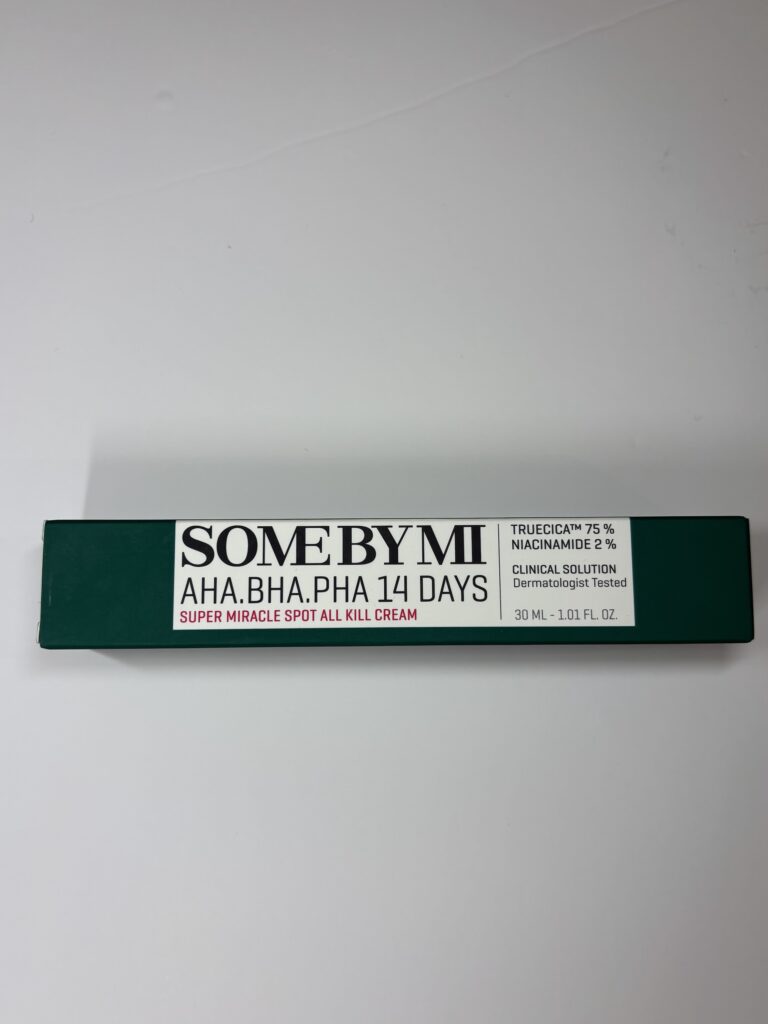 SOME BY MI
AHA.BHA.PHA 14 DAYS
SUPER MIRACLE SPOT ALL KILL CREAM
TRUECICA™ 75 %
NIACINAMIDE 2 %
CLINICAL SOLUTION
Dermatologist Tested
30 ML - 1.01 FL. OZ.